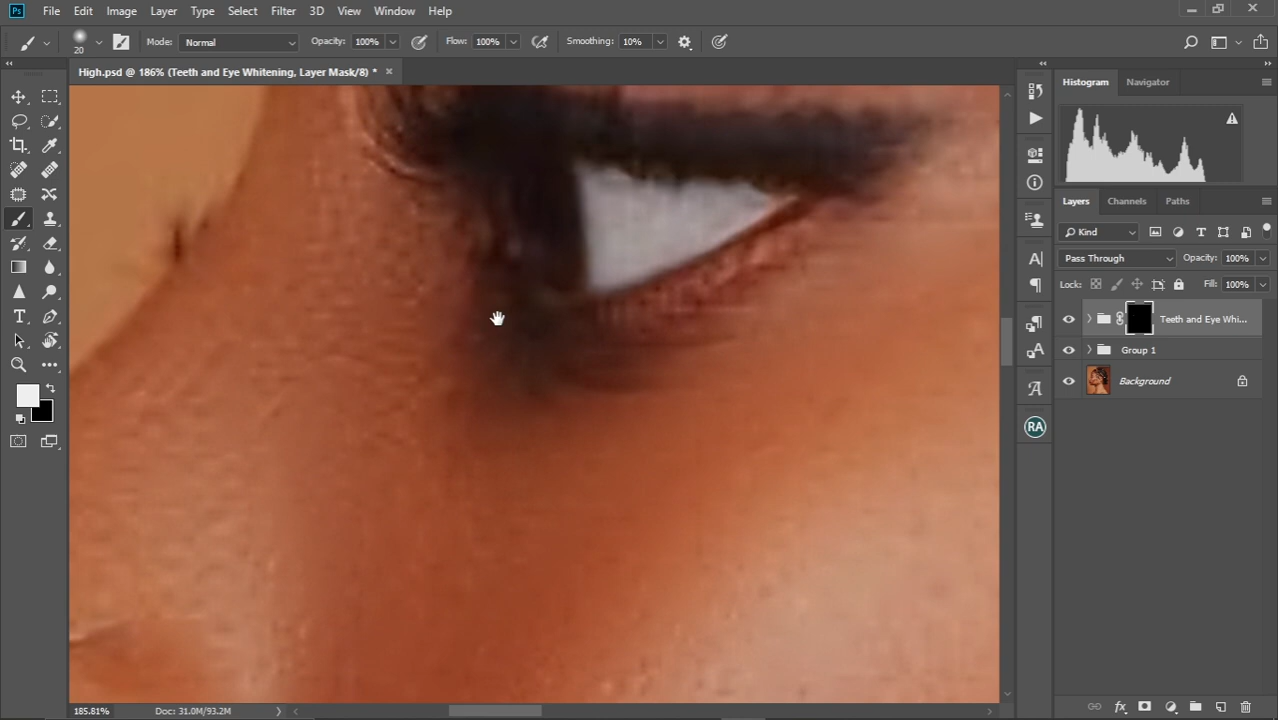 Ps File Edit Image Layer Type Select Filter 3D View Window Help
20 Mode: Normal Opacity: 100% Flow: 100% Smoothing: 10%
High.psd @ 186% (Teeth and Eye Whitening, Layer Mask/8) * ×
Histogram Navigator
Layers Channels Paths
Kind
Pass Through Opacity: 100%
Lock: Fill: 100%
Teeth and Eye Whi...
Group 1
Background
RA
185.81% Doc: 31.0M/93.2M